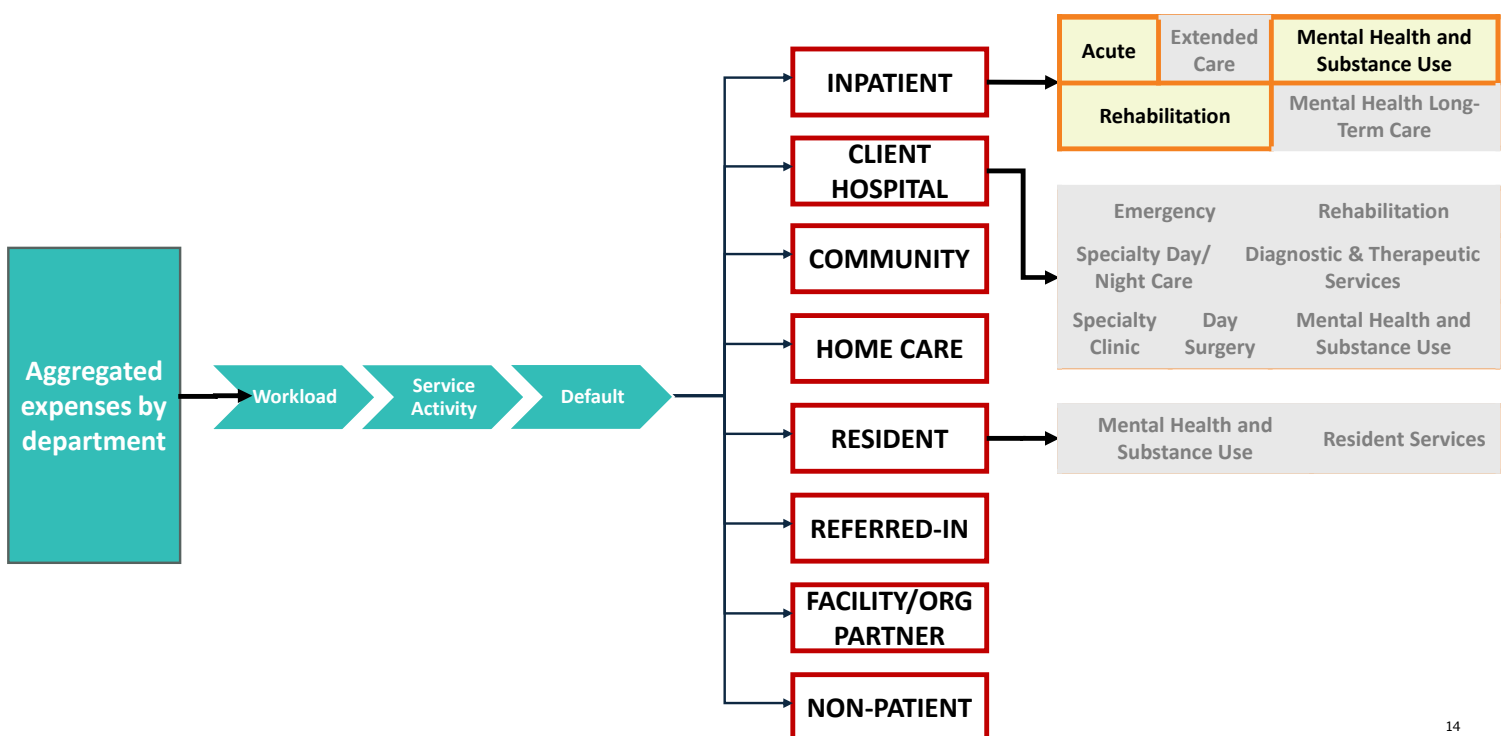 Aggregated
expenses by
department
Workload
Service
Activity
Default
INPATIENT
CLIENT
HOSPITAL
COMMUNITY
HOME CARE
RESIDENT
REFERRED-IN
FACILITY/ORG
PARTNER
NON-PATIENT
Acute
Extended
Care
Mental Health and
Substance Use
Rehabilitation
Mental Health Long-
Term Care
Emergency
Rehabilitation
Specialty Day/
Night Care
Diagnostic & Therapeutic
Services
Specialty
Clinic
Day
Surgery
Mental Health and
Substance Use
Mental Health and
Substance Use
Resident Services
14